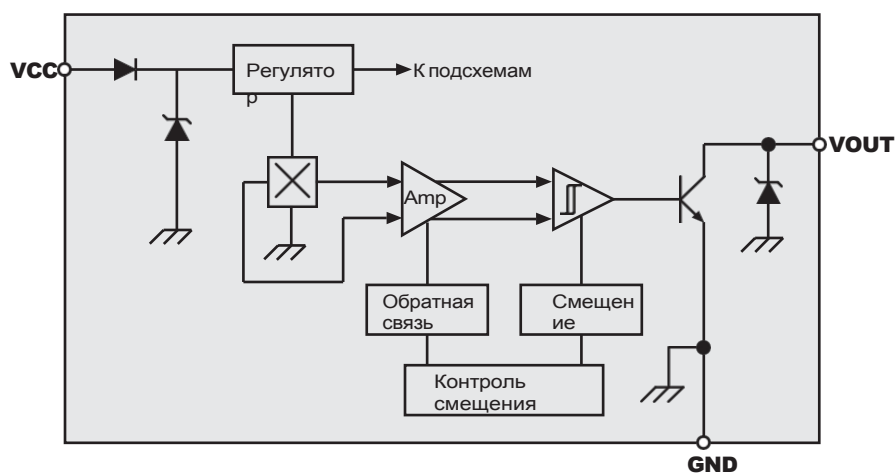 VCC
Регулято
р
К подсхемам
VOUT
Amp
Обратная
связь
Смещен
ие
Контроль
смещения
GND